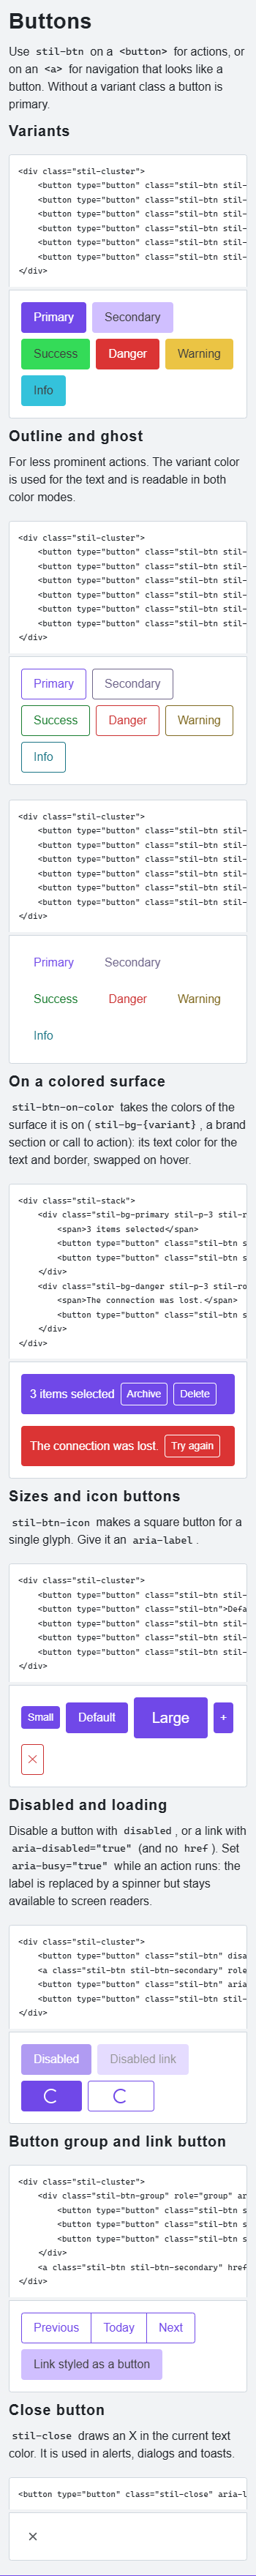 Buttons
Use stil-btn on a <button> for actions, or
on an <a> for navigation that looks like a
button. Without a variant class a button is
primary.
Variants
<div class="stil-cluster">
<button type="button" class="stil-btn stil-
<button type="button" class="stil-btn stil-
<button type="button" class="stil-btn stil-
<button type="button" class="stil-btn stil-
<button type="button" class="stil-btn stil-
<button type="button" class="stil-btn stil-
</div>
Primary Secondary
Success Danger Warning
Info
Outline and ghost
For less prominent actions. The variant color
is used for the text and is readable in both
color modes.
<div class="stil-cluster">
<button type="button" class="stil-btn stil-
<button type="button" class="stil-btn stil-
<button type="button" class="stil-btn stil-
<button type="button" class="stil-btn stil-
<button type="button" class="stil-btn stil-
<button type="button" class="stil-btn stil-
</div>
Primary Secondary
Success Danger Warning
Info
<div class="stil-cluster">
<button type="button" class="stil-btn stil-
<button type="button" class="stil-btn stil-
<button type="button" class="stil-btn stil-
<button type="button" class="stil-btn stil-
<button type="button" class="stil-btn stil-
<button type="button" class="stil-btn stil-
</div>
Primary Secondary
Success Danger Warning
Info
On a colored surface
stil-btn-on-color takes the colors of the
surface it is on ( stil-bg-{variant} , a brand
section or call to action): its text color for the
text and border, swapped on hover.
<div class="stil-stack">
<div class="stil-bg-primary stil-p-3 stil-r
<span>3 items selected</span>
<button type="button" class="stil-btn s
<button type="button" class="stil-btn s
</div>
<div class="stil-bg-danger stil-p-3 stil-ro
<span>The connection was lost.</span>
<button type="button" class="stil-btn s
</div>
</div>
3 items selected Archive Delete
The connection was lost. Try again
Sizes and icon buttons
stil-btn-icon makes a square button for a
single glyph. Give it an aria-label .
<div class="stil-cluster">
<button type="button" class="stil-btn stil-
<button type="button" class="stil-btn">Defa
<button type="button" class="stil-btn stil-
<button type="button" class="stil-btn stil-
<button type="button" class="stil-btn stil-
</div>
Small Default Large +
×
Disabled and loading
Disable a button with disabled , or a link with
aria-disabled="true" (and no href ). Set
aria-busy="true" while an action runs: the
label is replaced by a spinner but stays
available to screen readers.
<div class="stil-cluster">
<button type="button" class="stil-btn" disa
<a class="stil-btn stil-btn-secondary" role
<button type="button" class="stil-btn" aria
<button type="button" class="stil-btn stil-
</div>
Disabled Disabled link
Button group and link button
<div class="stil-cluster">
<div class="stil-btn-group" role="group" ar
<button type="button" class="stil-btn s
<button type="button" class="stil-btn s
<button type="button" class="stil-btn s
</div>
<a class="stil-btn stil-btn-secondary" href
</div>
Previous Today Next
Link styled as a button
Close button
stil-close draws an X in the current text
color. It is used in alerts, dialogs and toasts.
<button type="button" class="stil-close" aria-l
×